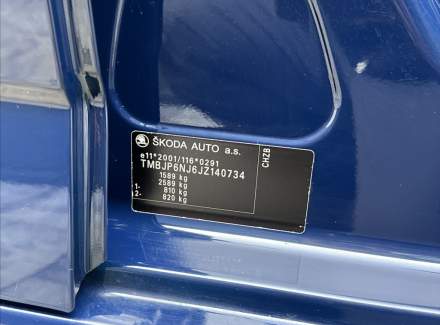 ŠKODA AUTO a.s.
e11*2001/116*0291
TMBJP6NJ6JZ140734
1589 kg
2589 kg
1- 810 kg
2- 820 kg
CHZB